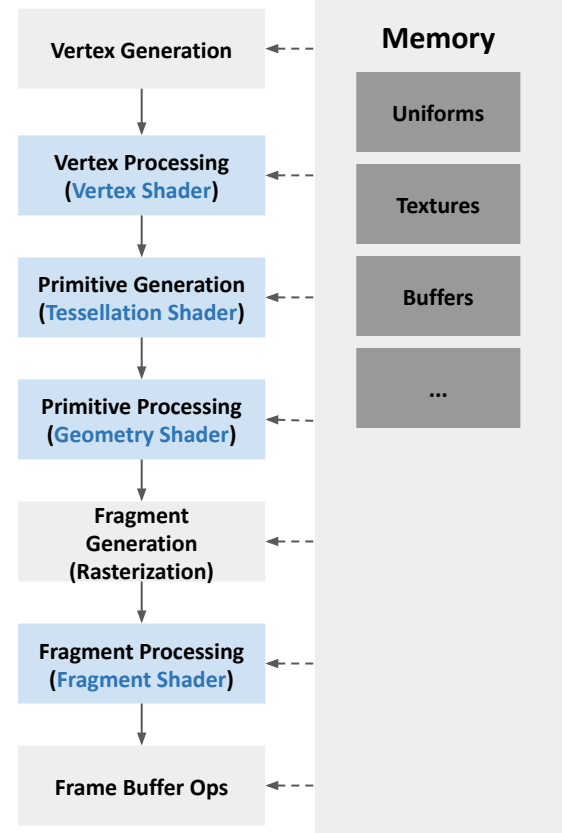 Vertex Generation
Vertex Processing
(Vertex Shader)
Primitive Generation
(Tessellation Shader)
Primitive Processing
(Geometry Shader)
Fragment
Generation
(Rasterization)
Fragment Processing
(Fragment Shader)
Frame Buffer Ops
Memory
Uniforms
Textures
Buffers
...